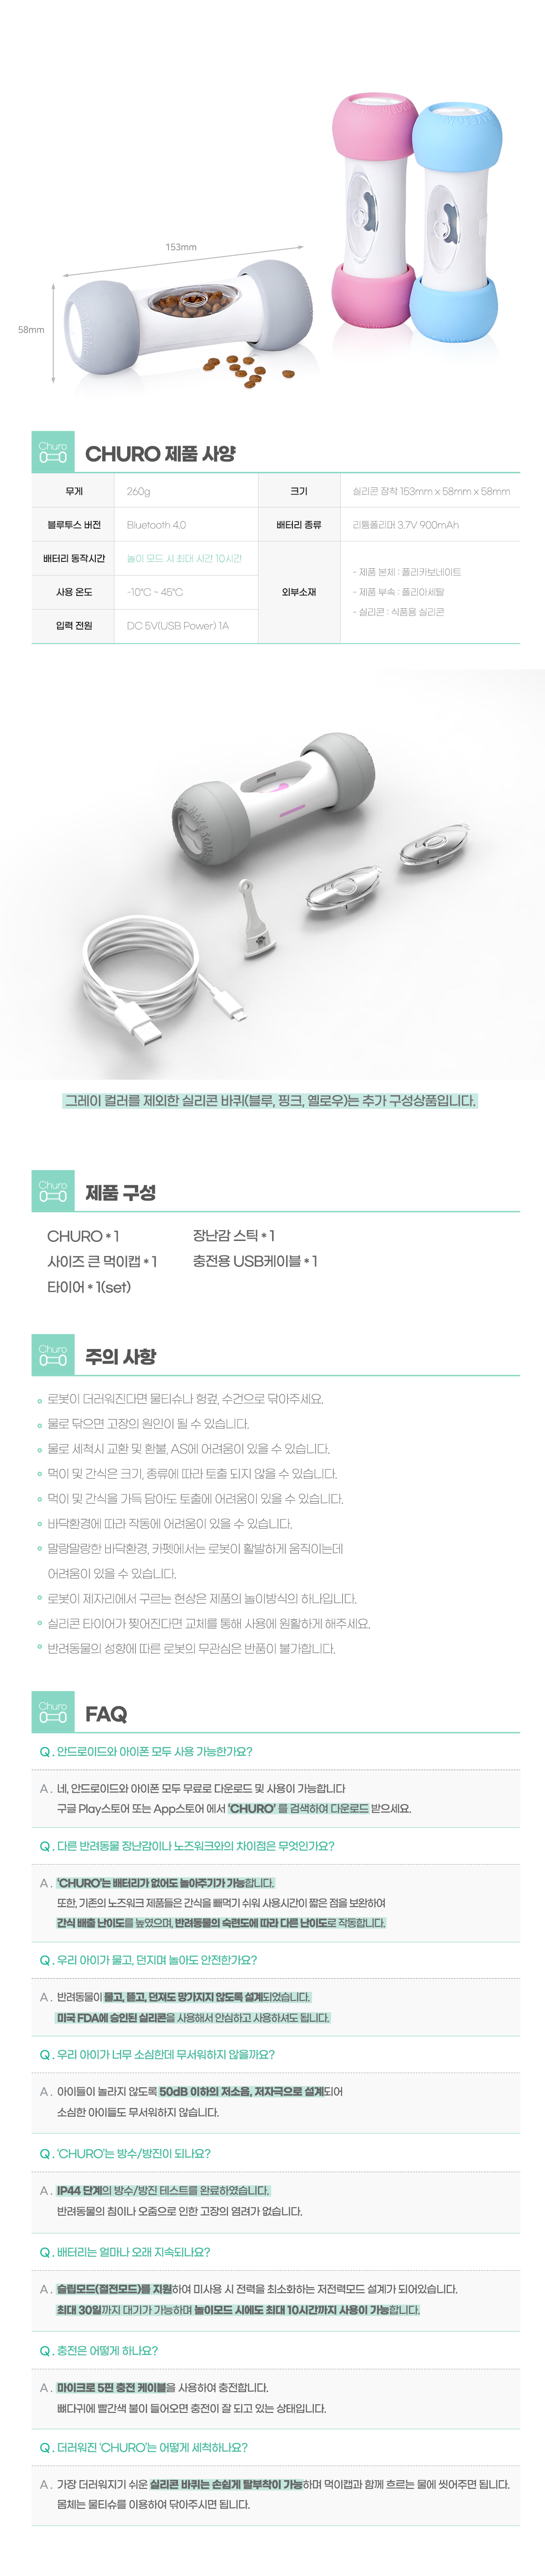 153mm
58mm
Churo
CHURO 제품 사양
무게 260g 크기 실리콘 장착 153mm x 58mm x 58mm
블루투스 버전 Bluetooth 4.0 배터리 종류 리튬폴리머 3.7V 900mAh
배터리 동작시간 놀이 모드 시 최대 시간 10시간
사용 온도 -10°C ~ 45°C
입력 전원 DC 5V(USB Power) 1A
외부소재
- 제품 본체 : 폴리카보네이트
- 제품 부속 : 폴리아세탈
- 실리콘 : 식품용 실리콘
그레이 컬러를 제외한 실리콘 바퀴(블루, 핑크, 옐로우)는 추가 구성상품입니다.
Churo
제품 구성
CHURO * 1 장난감 스틱 * 1
사이즈 큰 먹이캡 * 1 충전용 USB케이블 * 1
타이어 * 1(set)
Churo
주의 사항
로봇이 더러워진다면 물티슈나 헝겊, 수건으로 닦아주세요.
물로 닦으면 고장의 원인이 될 수 있습니다.
물로 세척시 교환 및 환불, AS에 어려움이 있을 수 있습니다.
먹이 및 간식은 크기, 종류에 따라 토출 되지 않을 수 있습니다.
먹이 및 간식을 가득 담아도 토출에 어려움이 있을 수 있습니다.
바닥환경에 따라 작동에 어려움이 있을 수 있습니다.
말랑말랑한 바닥환경, 카펫에서는 로봇이 활발하게 움직이는데
어려움이 있을 수 있습니다.
로봇이 제자리에서 구르는 현상은 제품의 놀이방식의 하나입니다.
실리콘 타이어가 찢어진다면 교체를 통해 사용에 원활하게 해주세요.
반려동물의 성향에 따른 로봇의 무관심은 반품이 불가합니다.
Churo
FAQ
Q . 안드로이드와 아이폰 모두 사용 가능한가요?
A . 네, 안드로이드와 아이폰 모두 무료로 다운로드 및 사용이 가능합니다
구글 Play스토어 또는 App스토어 에서 ‘CHURO’ 를 검색하여 다운로드 받으세요.
Q . 다른 반려동물 장난감이나 노즈워크와의 차이점은 무엇인가요?
A . ‘CHURO’는 배터리가 없어도 놀아주기가 가능합니다.
또한, 기존의 노즈워크 제품들은 간식을 빼먹기 쉬워 사용시간이 짧은 점을 보완하여
간식 배출 난이도를 높였으며, 반려동물의 숙련도에 따라 다른 난이도로 작동합니다.
Q . 우리 아이가 물고, 던지며 놀아도 안전한가요?
A . 반려동물이 물고, 뜯고, 던져도 망가지지 않도록 설계되었습니다.
미국 FDA에 승인된 실리콘을 사용해서 안심하고 사용하셔도 됩니다.
Q . 우리 아이가 너무 소심한데 무서워하지 않을까요?
A . 아이들이 놀라지 않도록 50dB 이하의 저소음, 저자극으로 설계되어
소심한 아이들도 무서워하지 않습니다.
Q . ‘CHURO’는 방수/방진이 되나요?
A . IP44 단계의 방수/방진 테스트를 완료하였습니다.
반려동물의 침이나 오줌으로 인한 고장의 염려가 없습니다.
Q . 배터리는 얼마나 오래 지속되나요?
A . 슬립모드(절전모드)를 지원하여 미사용 시 전력을 최소화하는 저전력모드 설계가 되어있습니다.
최대 30일까지 대기가 가능하며 놀이모드 시에도 최대 10시간까지 사용이 가능합니다.
Q . 충전은 어떻게 하나요?
A . 마이크로 5핀 충전 케이블을 사용하여 충전합니다.
뼈다귀에 빨간색 불이 들어오면 충전이 잘 되고 있는 상태입니다.
Q . 더러워진 ‘CHURO’는 어떻게 세척하나요?
A . 가장 더러워지기 쉬운 실리콘 바퀴는 손쉽게 탈부착이 가능하며 먹이캡과 함께 흐르는 물에 씻어주면 됩니다.
몸체는 물티슈를 이용하여 닦아주시면 됩니다.